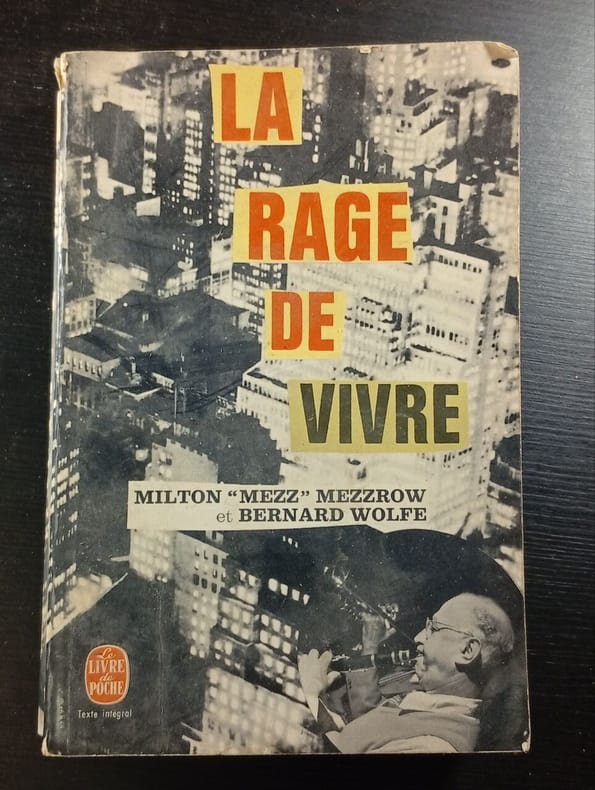 LA
RAGE
DE
VIVRE
MILTON “MEZZ” MEZZROW
et BERNARD WOLFE
Le
LIVRE
de
POCHE
Texte intégral